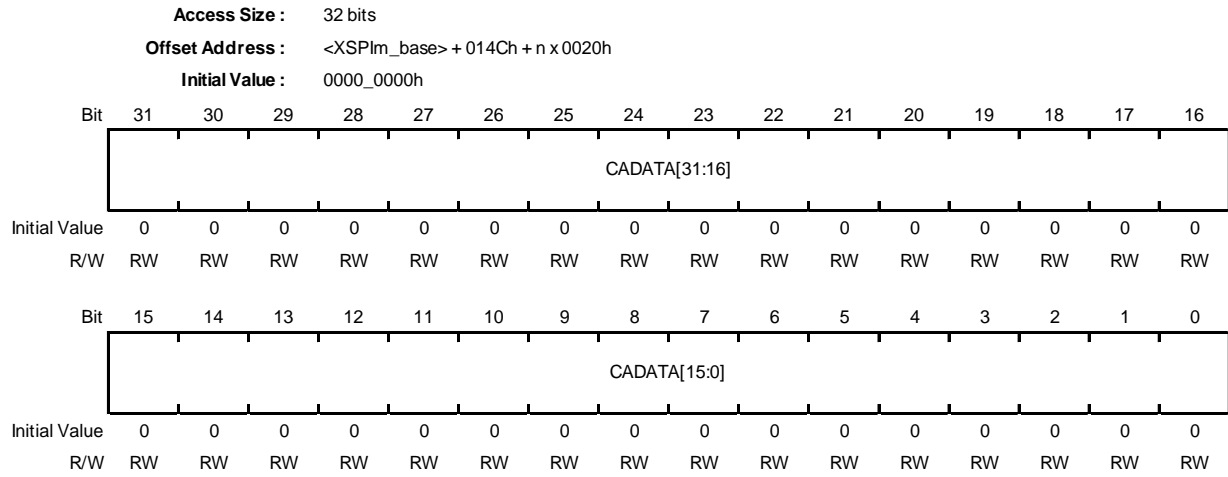 Access Size : 32 bits
Offset Address : <XSPIm_base> + 014Ch + n x 0020h
Initial Value : 0000_0000h
Bit 31 30 29 28 27 26 25 24 23 22 21 20 19 18 17 16
CADATA[31:16]
Initial Value 0 0 0 0 0 0 0 0 0 0 0 0 0 0 0 0
R/W RW RW RW RW RW RW RW RW RW RW RW RW RW RW RW RW
Bit 15 14 13 12 11 10 9 8 7 6 5 4 3 2 1 0
CADATA[15:0]
Initial Value 0 0 0 0 0 0 0 0 0 0 0 0 0 0 0 0
R/W RW RW RW RW RW RW RW RW RW RW RW RW RW RW RW RW